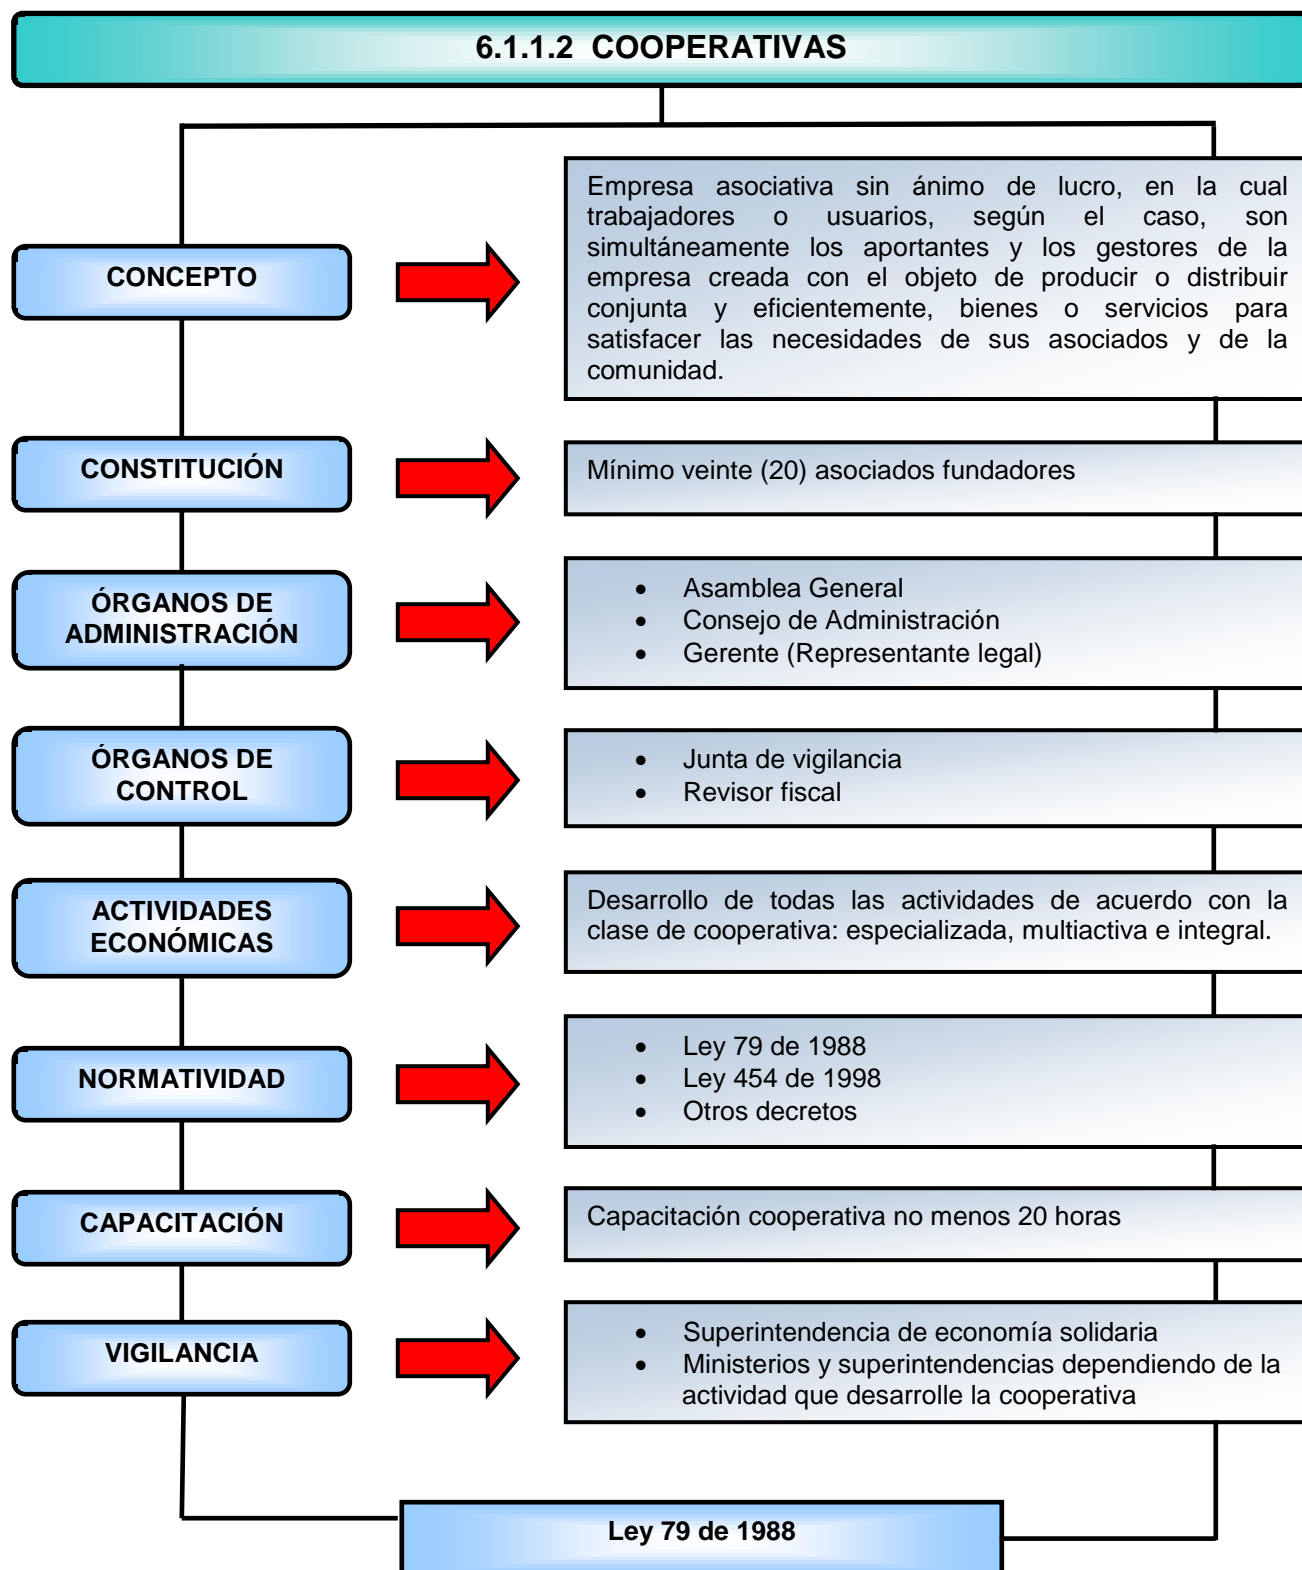 6.1.1.2 COOPERATIVAS
CONCEPTO
Empresa asociativa sin ánimo de lucro, en la cual
trabajadores o usuarios, según el caso, son
simultáneamente los aportantes y los gestores de la
empresa creada con el objeto de producir o distribuir
conjunta y eficientemente, bienes o servicios para
satisfacer las necesidades de sus asociados y de la
comunidad.
CONSTITUCIÓN
Mínimo veinte (20) asociados fundadores
ÓRGANOS DE
ADMINISTRACIÓN
• Asamblea General
• Consejo de Administración
• Gerente (Representante legal)
ÓRGANOS DE
CONTROL
• Junta de vigilancia
• Revisor fiscal
ACTIVIDADES
ECONÓMICAS
Desarrollo de todas las actividades de acuerdo con la
clase de cooperativa: especializada, multiactiva e integral.
NORMATIVIDAD
• Ley 79 de 1988
• Ley 454 de 1998
• Otros decretos
CAPACITACIÓN
Capacitación cooperativa no menos 20 horas
VIGILANCIA
• Superintendencia de economía solidaria
• Ministerios y superintendencias dependiendo de la
actividad que desarrolle la cooperativa
Ley 79 de 1988